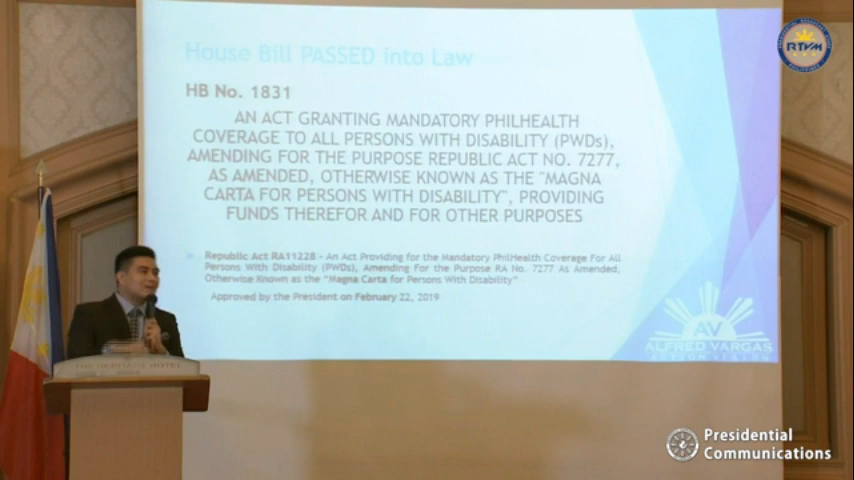 House Bill PASSED into Law
HB No. 1831
AN ACT GRANTING MANDATORY PHILHEALTH
COVERAGE TO ALL PERSONS WITH DISABILITY (PWDs),
AMENDING FOR THE PURPOSE REPUBLIC ACT NO. 7277,
AS AMENDED, OTHERWISE KNOWN AS THE "MAGNA
CARTA FOR PERSONS WITH DISABILITY", PROVIDING
FUNDS THEREFOR AND FOR OTHER PURPOSES
Republic Act RA11228 - An Act Providing for the Mandatory PhilHealth Coverage For All
Persons With Disability (PWDs), Amending For the Purpose RA No. 7277 As Amended,
Otherwise Known as the "Magna Carta for Persons With Disability"
Approved by the President on February 22, 2019
AV
ALFRED VARGAS
RTVM
THE HERITAGE HOTEL
Presidential
Communications